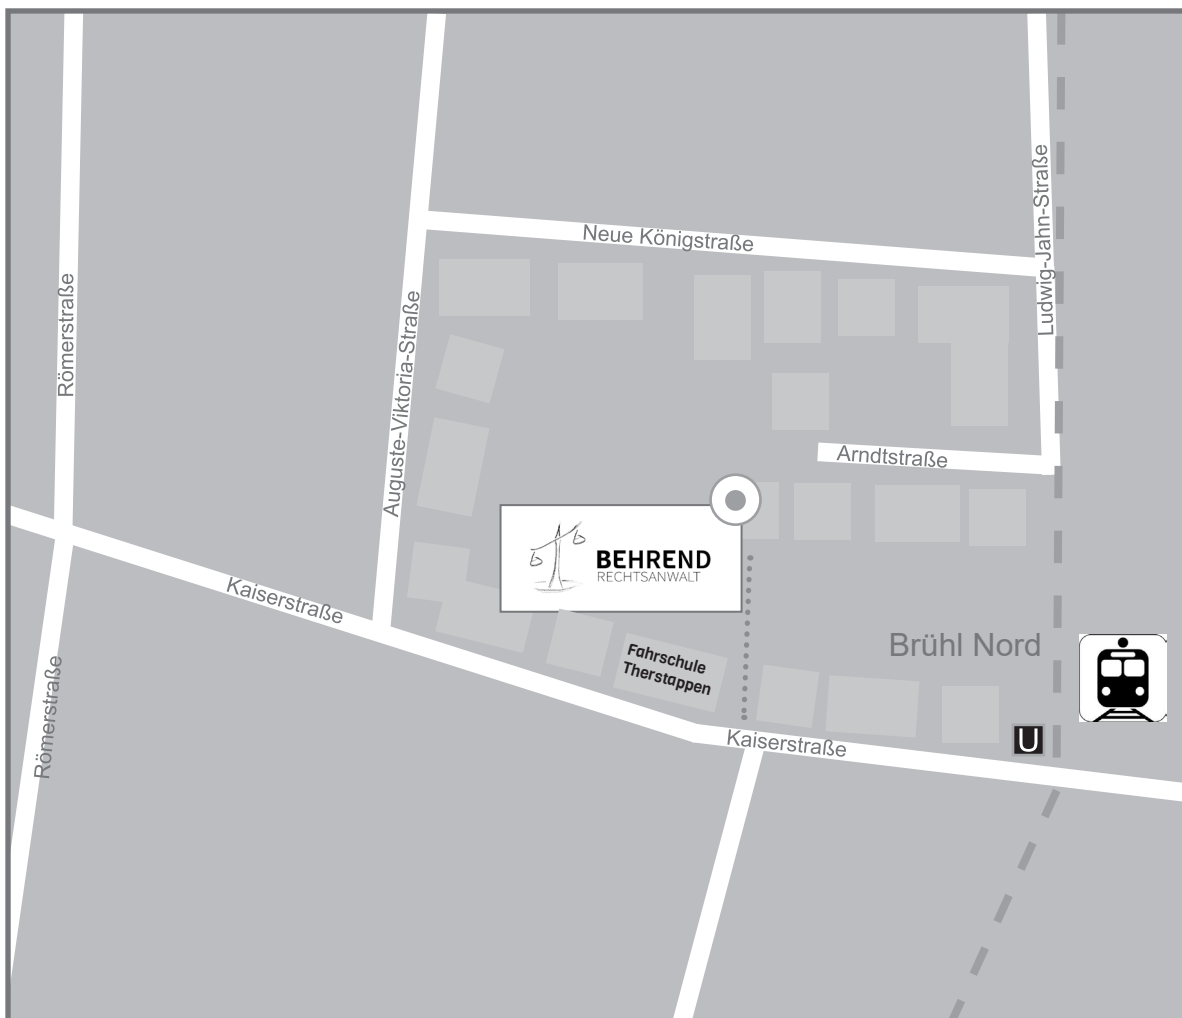 Ludwig-Jahn-Straße
Neue Königstraße
Römerstraße
Auguste-Viktoria-Straße
Arndtstraße
BEHREND
RECHTSANWALT
Kaiserstraße
Brühl Nord
Fahrschule
Therstappen
Römerstraße
Kaiserstraße
U